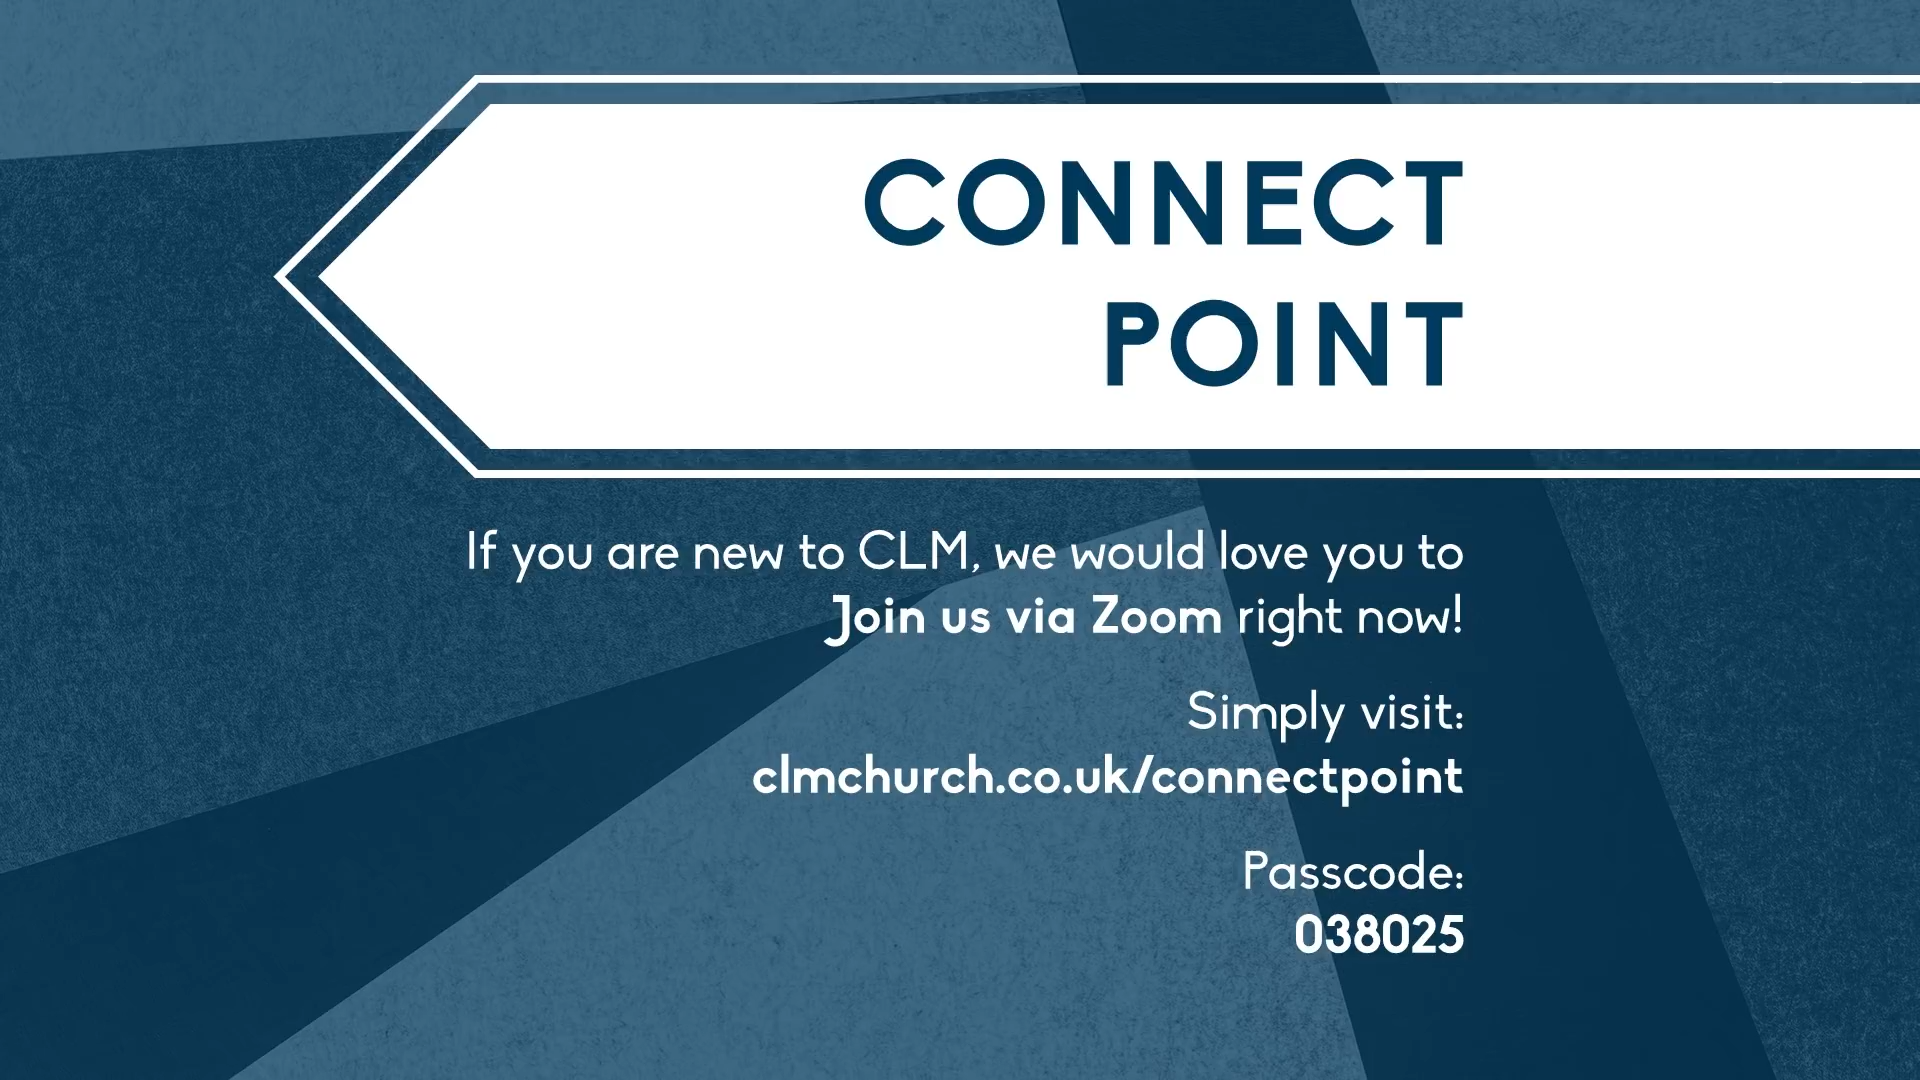 CONNECT
POINT
If you are new to CLM, we would love you to
Join us via Zoom right now!
Simply visit:
clmchurch.co.uk/connectpoint
Passcode:
038025